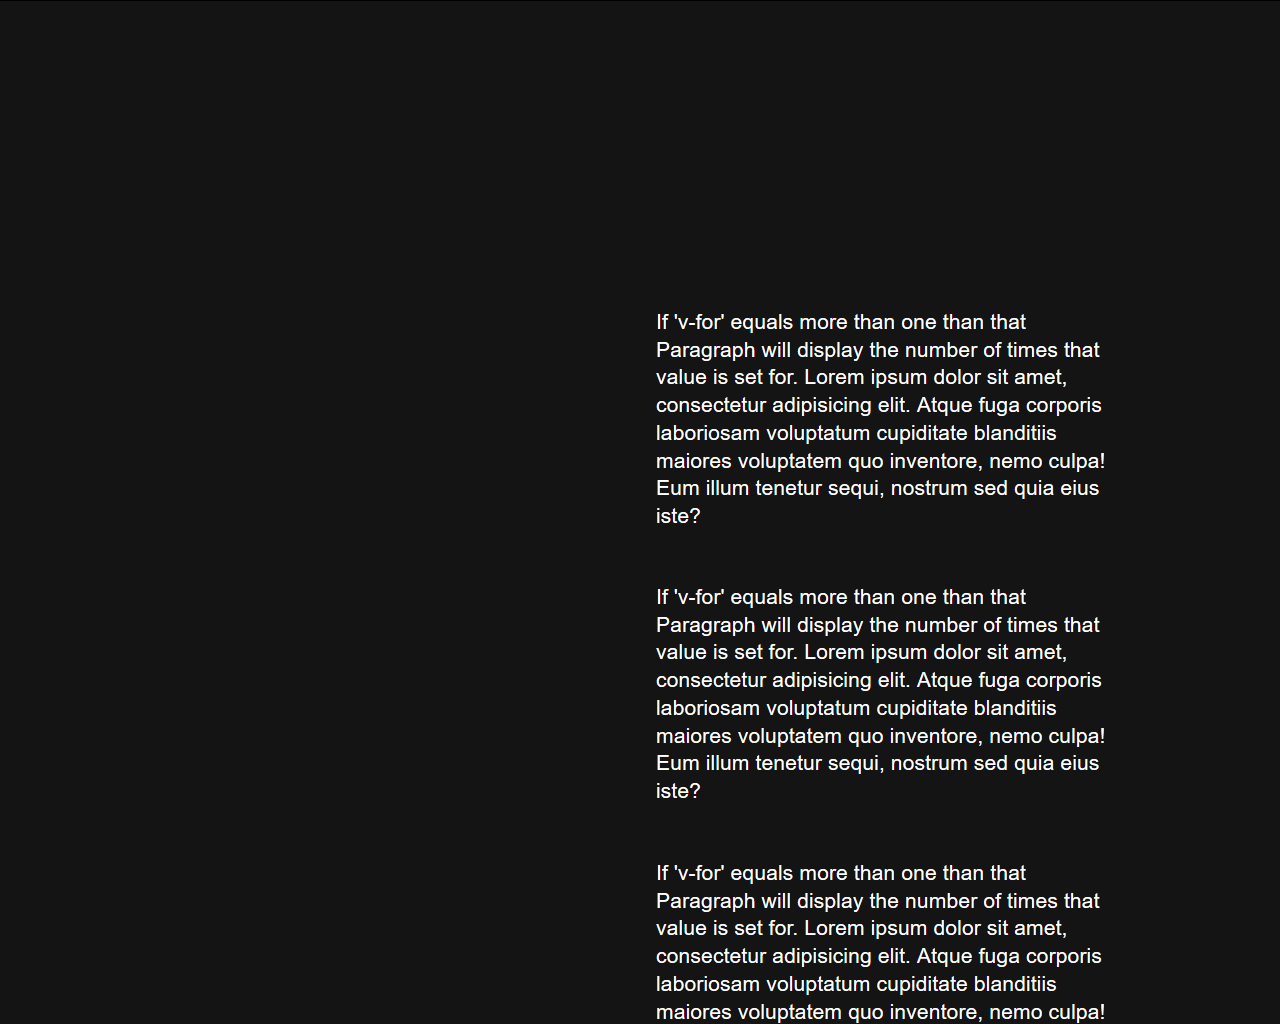 If 'v-for' equals more than one than that
Paragraph will display the number of times that
value is set for. Lorem ipsum dolor sit amet,
consectetur adipisicing elit. Atque fuga corporis
laboriosam voluptatum cupiditate blanditiis
maiores voluptatem quo inventore, nemo culpa!
Eum illum tenetur sequi, nostrum sed quia eius
iste?
If 'v-for' equals more than one than that
Paragraph will display the number of times that
value is set for. Lorem ipsum dolor sit amet,
consectetur adipisicing elit. Atque fuga corporis
laboriosam voluptatum cupiditate blanditiis
maiores voluptatem quo inventore, nemo culpa!
Eum illum tenetur sequi, nostrum sed quia eius
iste?
If 'v-for' equals more than one than that
Paragraph will display the number of times that
value is set for. Lorem ipsum dolor sit amet,
consectetur adipisicing elit. Atque fuga corporis
laboriosam voluptatum cupiditate blanditiis
maiores voluptatem quo inventore, nemo culpa!